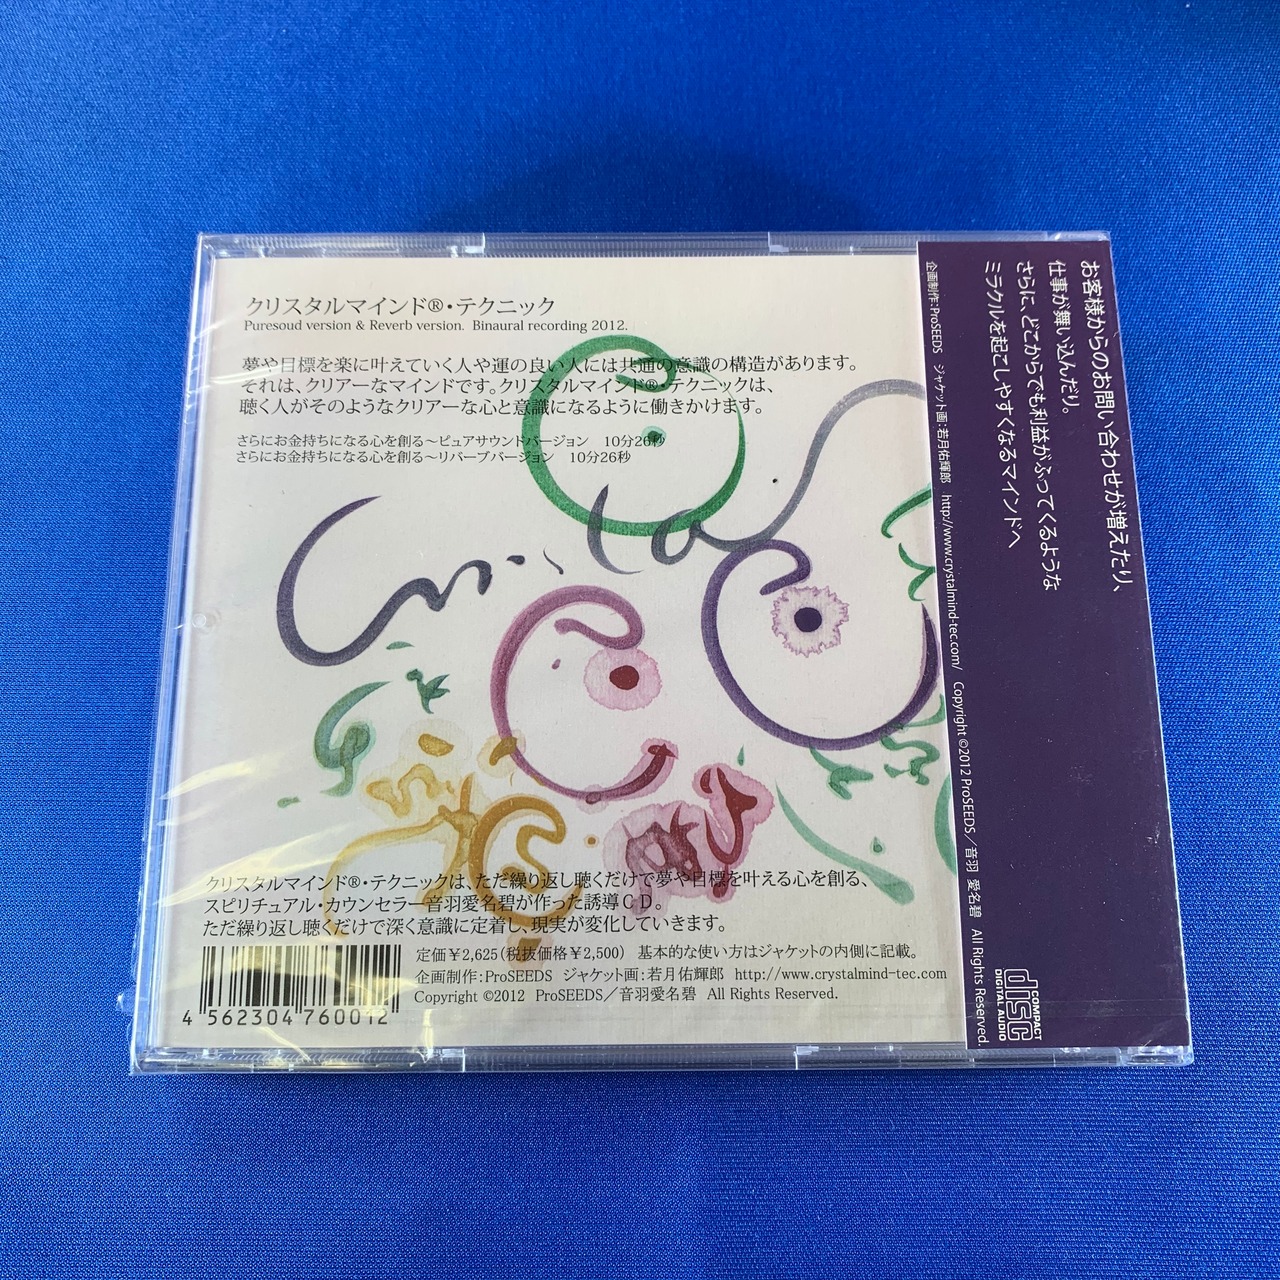 クリスタルマインド®・テクニック
Puresoud version & Reverb version. Binaural recording 2012.
夢や目標を楽に叶えていく人や運の良い人には共通の意識の構造があります。
それは、クリアーなマインドです。クリスタルマインド®・テクニックは、
聴く人がそのようなクリアーな心と意識になるように働きかけます。
さらにお金持ちになる心を創る～ピュアサウンドバージョン　10分26秒
さらにお金持ちになる心を創る～リバーブバージョン　10分26秒
クリスタルマインド®・テクニックは、ただ繰り返し聴くだけで夢や目標を叶える心を創る、
スピリチュアル・カウンセラー音羽愛名碧が作った誘導ＣＤ。
ただ繰り返し聴くだけで深く意識に定着し、現実が変化していきます。
定価￥2,625（税抜価格￥2,500）　基本的な使い方はジャケットの内側に記載。
企画制作：ProSEEDS　ジャケット画：若月佑輝郎　http://www.crystalmind-tec.com
Copyright ©2012　ProSEEDS／音羽愛名碧　All Rights Reserved.
4 562304 760012
お客様からのお問い合わせが増えたり、
仕事が舞い込んだり。
さらに、どこからでも利益がふってくるような
ミラクルを起こしやすくなるマインドへ
企画制作：ProSEEDS　ジャケット画：若月佑輝郎　http://www.crystalmind-tec.com/　Copyright ©2012 ProSEEDS／音羽 愛名碧　All Rights Reserved.
COMPACT
disc
DIGITAL AUDIO